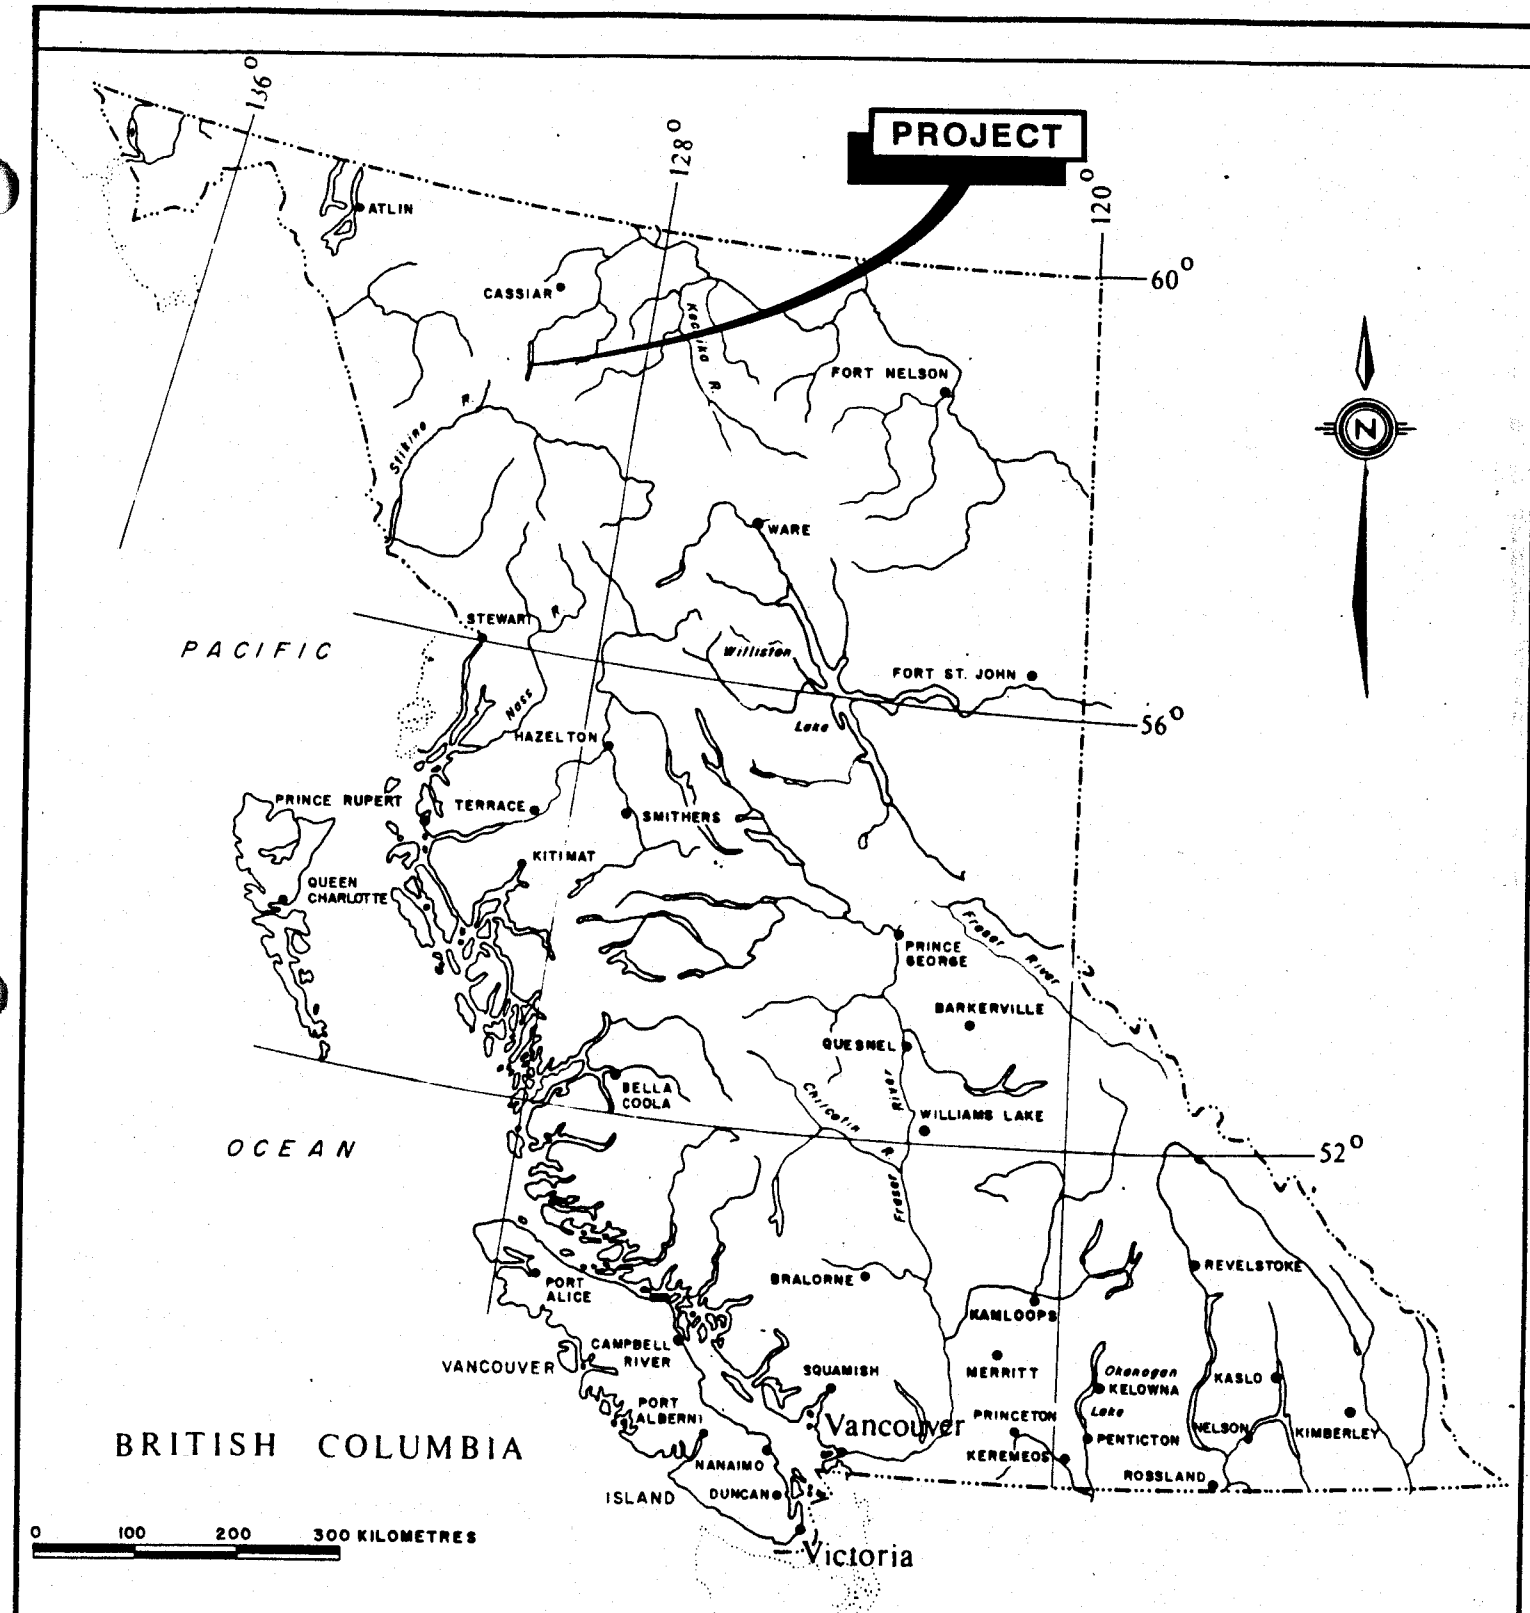 136°
128°
PROJECT
120°
ATLIN
60°
CASSIAR
Kechika R.
FORT NELSON
Stikine R.
N
WARE
STEWART
R.
PACIFIC
Williston
FORT ST. JOHN
Nass
Lake
56°
HAZELTON
PRINCE RUPERT
TERRACE
SMITHERS
KITIMAT
QUEEN
CHARLOTTE
Fraser River
PRINCE
GEORGE
BARKERVILLE
QUESNEL
River
BELLA
COOLA
Chilcotin R.
WILLIAMS LAKE
OCEAN
52°
Fraser
REVELSTOKE
BRALORNE
PORT
ALICE
KAMLOOPS
CAMPBELL
RIVER
VANCOUVER
SQUAMISH
MERRITT
Okanagan
KELOWNA
KASLO
Lake
PORT
ALBERNI
Vancouver
PRINCETON
NELSON
KIMBERLEY
PENTICTON
BRITISH COLUMBIA
NANAIMO
KEREMEOS
ROSSLAND
ISLAND
DUNCAN
0 100 200 300 KILOMETRES
Victoria